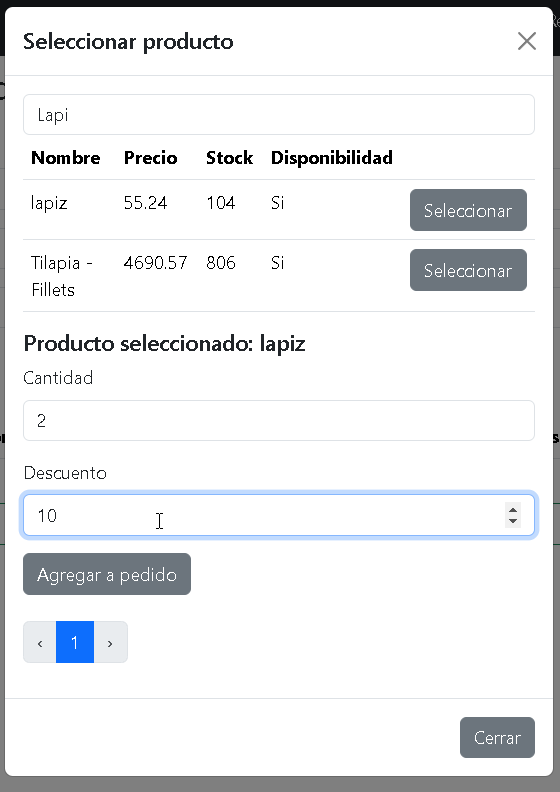 Seleccionar producto
Lapi
Nombre Precio Stock Disponibilidad
lapiz 55.24 104 Si Seleccionar
Tilapia - Fillets 4690.57 806 Si Seleccionar
Producto seleccionado: lapiz
Cantidad
2
Descuento
10
Agregar a pedido
‹ 1 ›
Cerrar